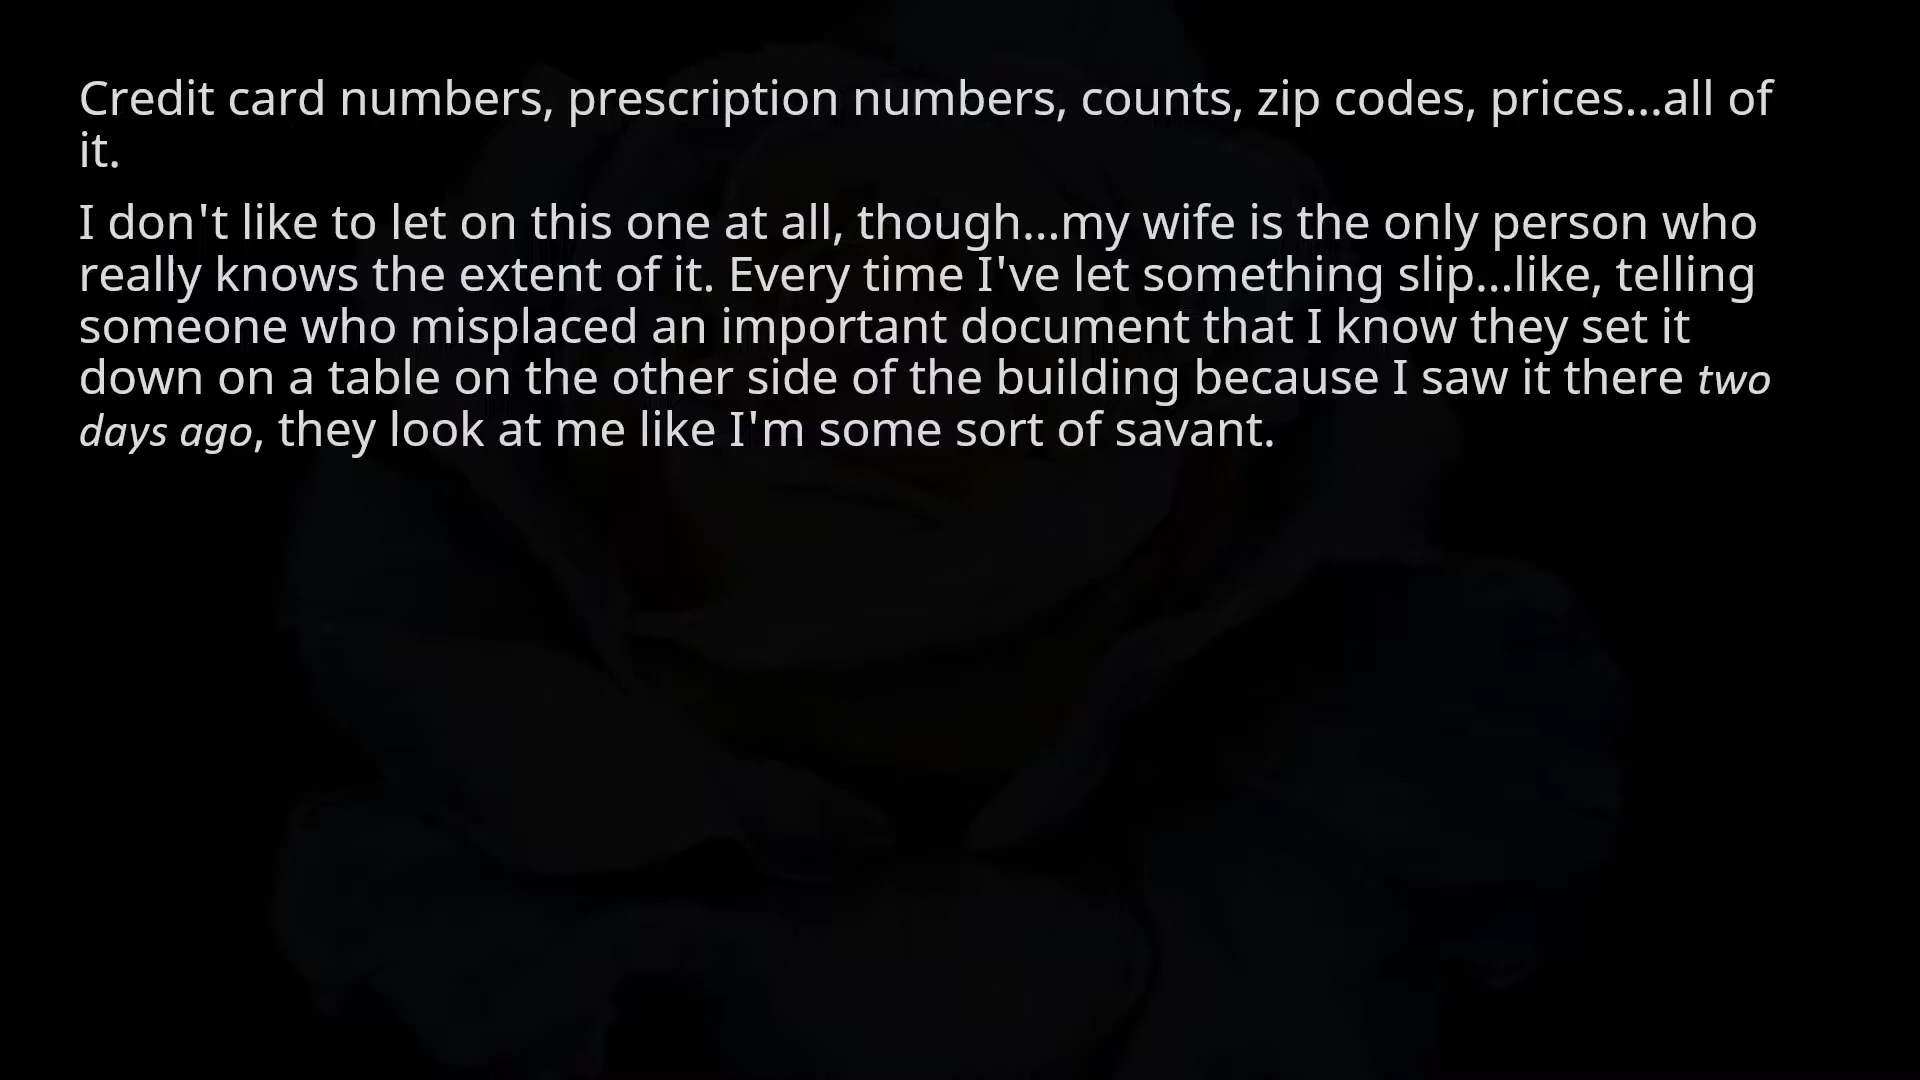 Credit card numbers, prescription numbers, counts, zip codes, prices...all of
it.
I don't like to let on this one at all, though...my wife is the only person who
really knows the extent of it. Every time I've let something slip...like, telling
someone who misplaced an important document that I know they set it
down on a table on the other side of the building because I saw it there two
days ago, they look at me like I'm some sort of savant.